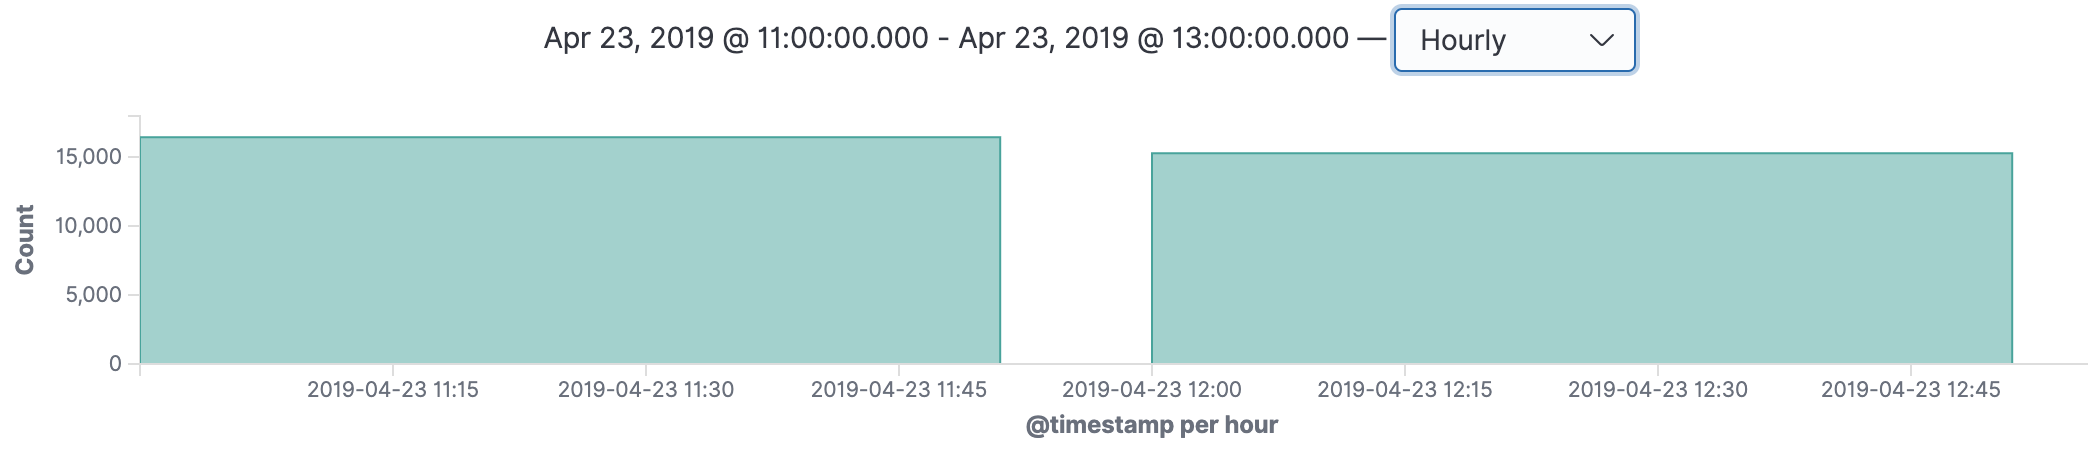 Apr 23, 2019 @ 11:00:00.000 - Apr 23, 2019 @ 13:00:00.000 — Hourly
Count
15,000
10,000
5,000
0
2019-04-23 11:15 2019-04-23 11:30 2019-04-23 11:45 2019-04-23 12:00 2019-04-23 12:15 2019-04-23 12:30 2019-04-23 12:45
@timestamp per hour